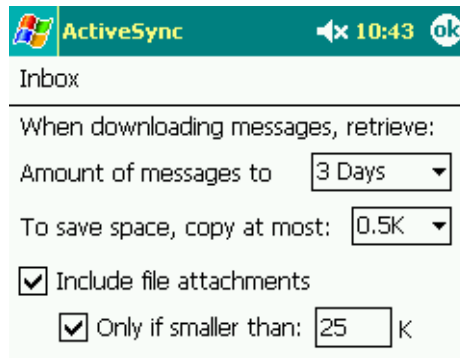 ActiveSync 10:43 ok
Inbox
When downloading messages, retrieve:
Amount of messages to 3 Days
To save space, copy at most: 0.5K
Include file attachments
Only if smaller than: 25 K